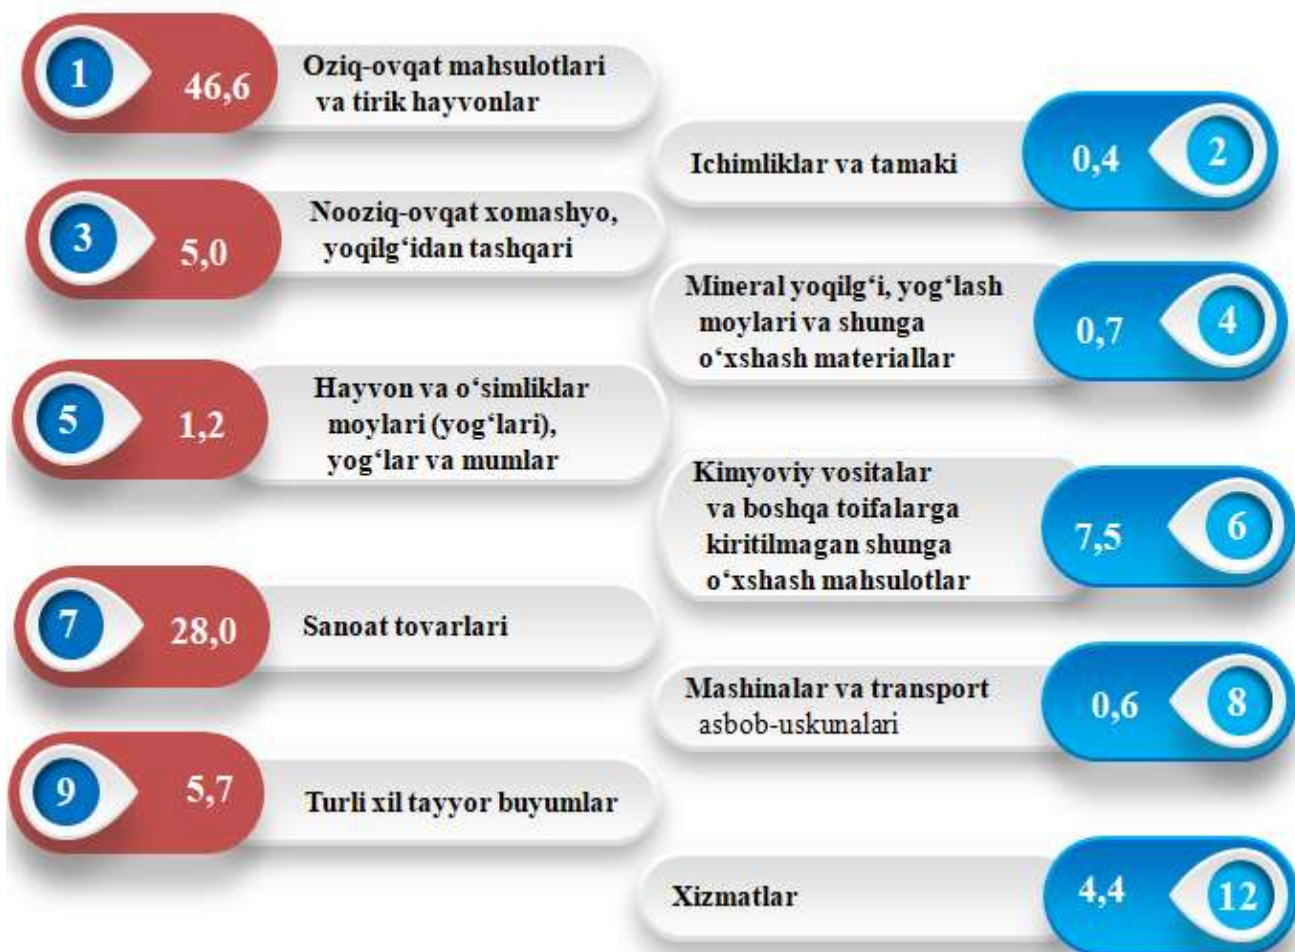 1
46,6
Oziq-ovqat mahsulotlari
va tirik hayvonlar
Ichimliklar va tamaki
0,4
2
3
5,0
Nooziq-ovqat xomashyo,
yoqilg‘idan tashqari
Mineral yoqilg‘i, yog‘lash
moylari va shunga
o‘xshash materiallar
0,7
4
5
1,2
Hayvon va o‘simliklar
moylari (yog‘lari),
yog‘lar va mumlar
Kimyoviy vositalar
va boshqa toifalarga
kiritilmagan shunga
o‘xshash mahsulotlar
7,5
6
7
28,0
Sanoat tovarlari
Mashinalar va transport
asbob-uskunalari
0,6
8
9
5,7
Turli xil tayyor buyumlar
Xizmatlar
4,4
12